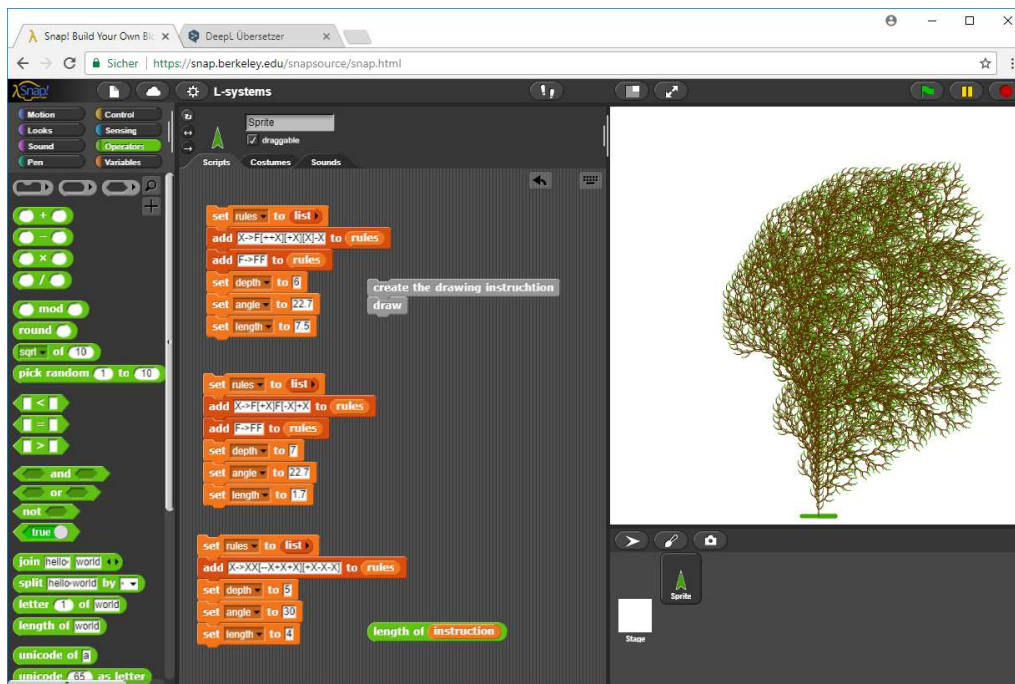 Snap! Build Your Own Blo
DeepL Übersetzer
Sicher
https://snap.berkeley.edu/snapsource/snap.html
Snap!
L-systems
Motion
Control
Looks
Sensing
Sound
Operators
Pen
Variables
+
−
×
/
mod
round
sqrt of 10
pick random 1 to 10
<
=
>
and
or
not
true
join hello world
split hello world by
letter 1 of world
length of world
unicode of a
unicode 65 as letter
Sprite
draggable
Scripts Costumes Sounds
set rules to list
add X->F[++X][+X][X]-X to rules
add F->FF to rules
set depth to 6
set angle to 22.7
set length to 7.5
create the drawing instruchtion
draw
set rules to list
add X->F[+X]F[-X]+X to rules
add F->FF to rules
set depth to 7
set angle to 22.7
set length to 1.7
set rules to list
add X->XX[--X+X+X][+X-X-X] to rules
set depth to 5
set angle to 30
set length to 4
length of instruction
Sprite
Stage